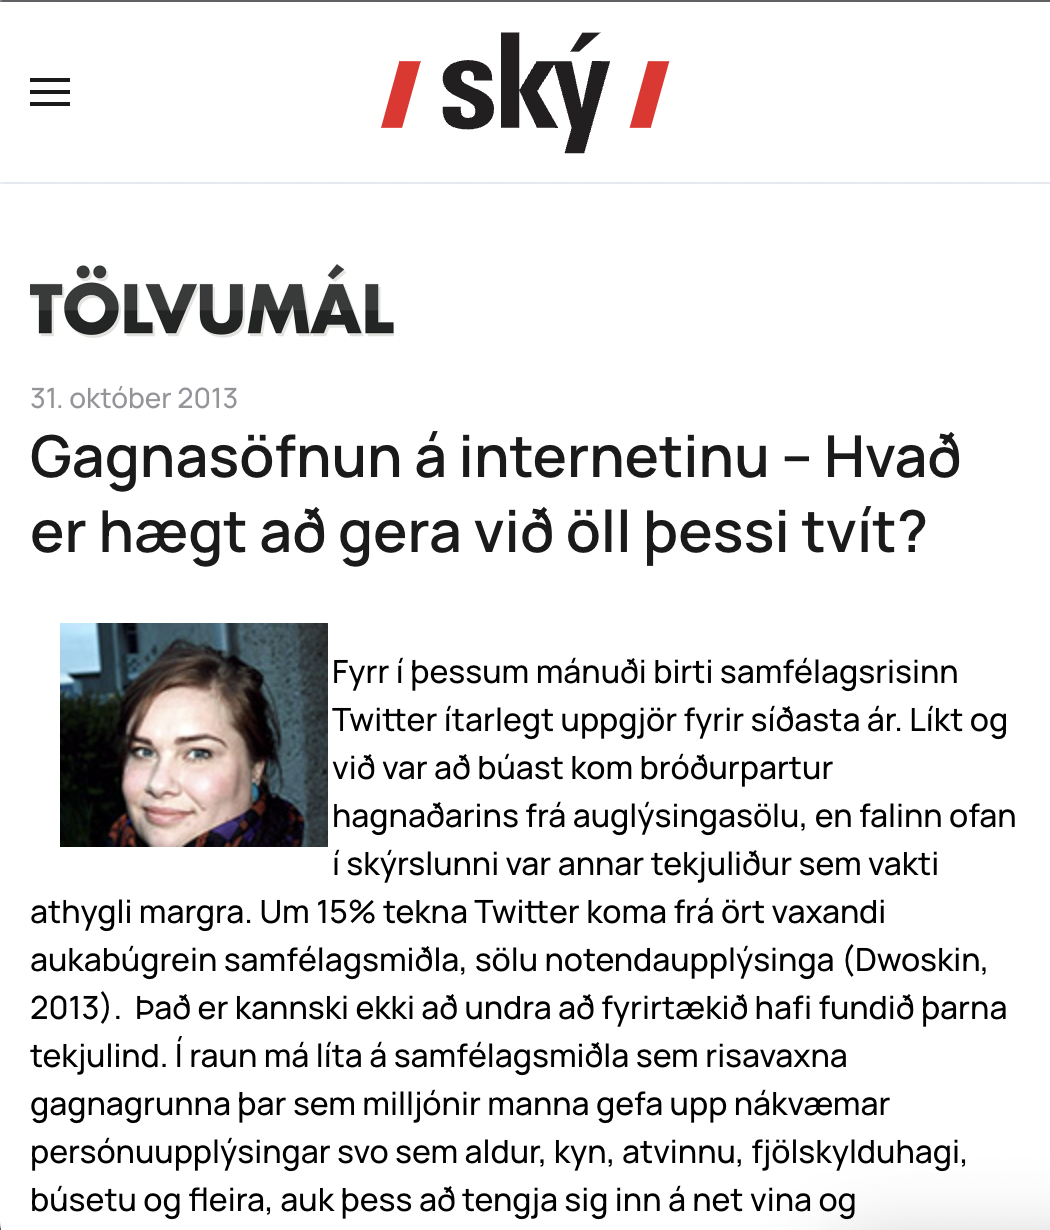 / ský /
TÖLVUMÁL
31. október 2013
Gagnasöfnun á internetinu – Hvað
er hægt að gera við öll þessi tvít?
Fyrr í þessum mánuði birti samfélagsrisinn
Twitter ítarlegt uppgjör fyrir síðasta ár. Líkt og
við var að búast kom bróðurpartur
hagnaðarins frá auglýsingasölu, en falinn ofan
í skýrslunni var annar tekjuliður sem vakti
athygli margra. Um 15% tekna Twitter koma frá ört vaxandi
aukabúgrein samfélagsmiðla, sölu notendaupplýsinga (Dwoskin,
2013).  Það er kannski ekki að undra að fyrirtækið hafi fundið þarna
tekjulind. Í raun má líta á samfélagsmiðla sem risavaxna
gagnagrunna þar sem milljónir manna gefa upp nákvæmar
persónuupplýsingar svo sem aldur, kyn, atvinnu, fjölskylduhagi,
búsetu og fleira, auk þess að tengja sig inn á net vina og